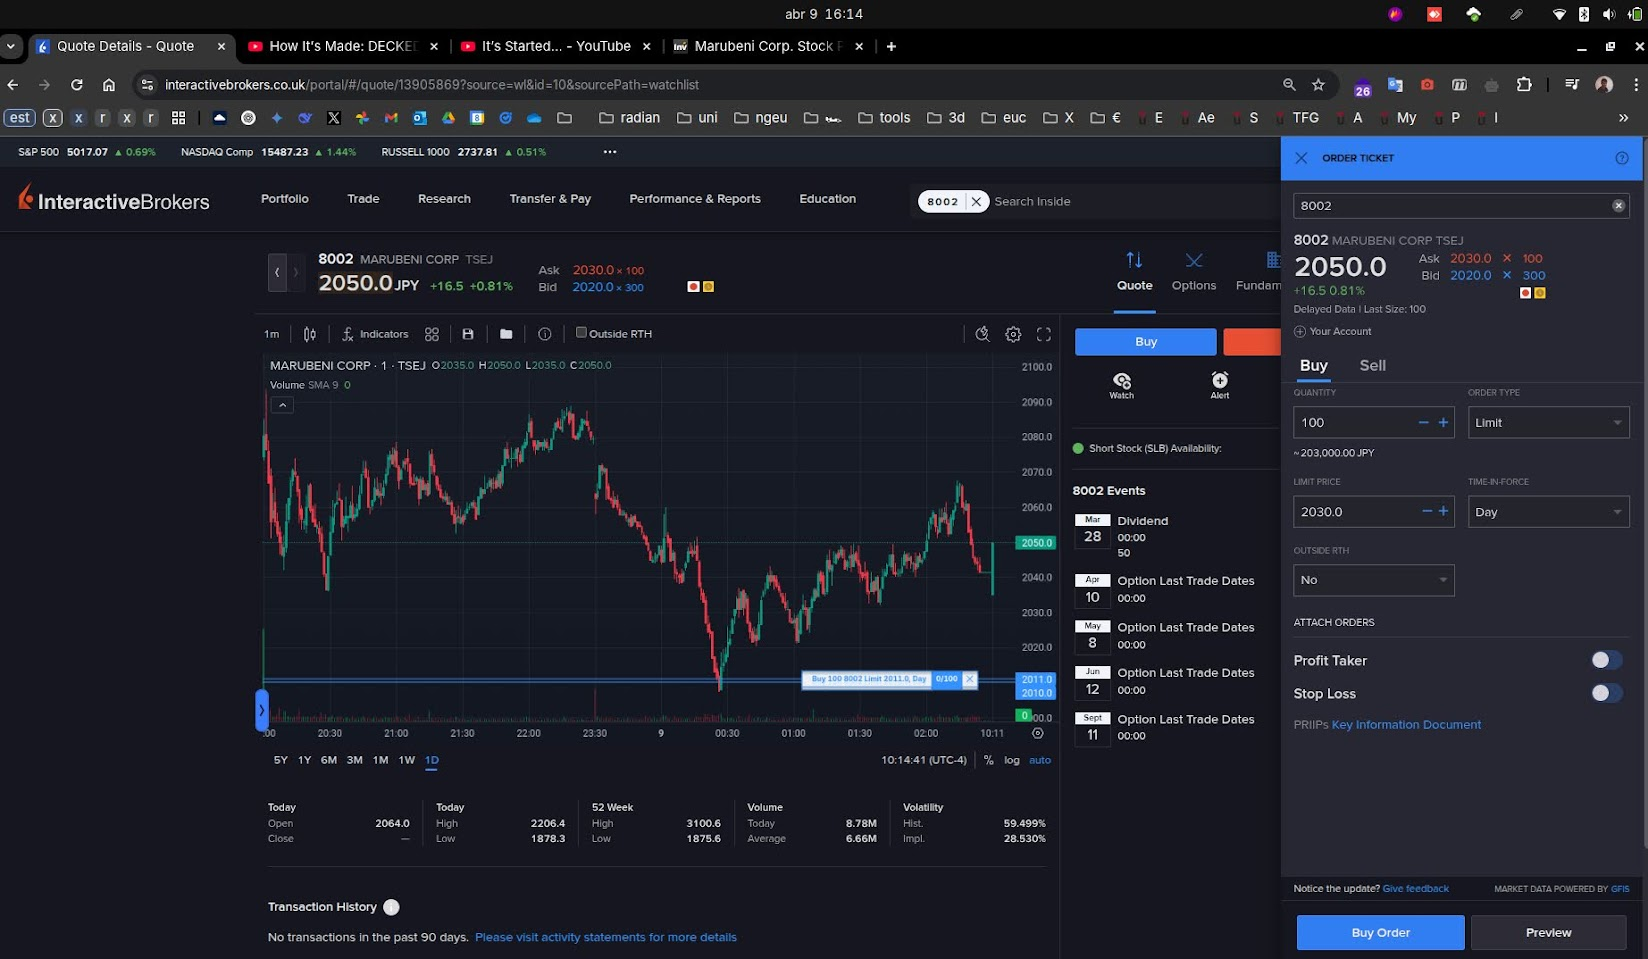 abr 9 16:14
Quote Details - Quote
How It's Made: DECKE
It's Started... - YouTube
Marubeni Corp. Stock P
interactivebrokers.co.uk/portal/#/quote/13905869?source=wl&id=10&sourcePath=watchlist
26
est x x r x r radian uni ngeu tools 3d euc X € E Ae S TFG A My P I »
S&P 500 5017.07 ▲ 0.69% NASDAQ Comp 15487.23 ▲ 1.44% RUSSELL 1000 2737.81 ▲ 0.51% •••
InteractiveBrokers
Portfolio Trade Research Transfer & Pay Performance & Reports Education
8002 Search Inside
8002 MARUBENI CORP TSEJ
2050.0 JPY +16.5 +0.81%
Ask 2030.0 × 100
Bid 2020.0 × 300
Quote Options Fundam
1m Indicators Outside RTH
MARUBENI CORP · 1 · TSEJ O2035.0 H2050.0 L2035.0 C2050.0
Volume SMA 9 0
2100.0
2090.0
2080.0
2070.0
2060.0
2050.0
2040.0
2030.0
2020.0
2011.0
2010.0
0
Buy 100 8002 Limit 2011.0, Day 0/100
20:30 21:00 21:30 22:00 23:30 9 00:30 01:00 01:30 02:00 10:11
5Y 1Y 6M 3M 1M 1W 1D
10:14:41 (UTC-4) % log auto
Today
Open 2064.0
Close —
Today
High 2206.4
Low 1878.3
52 Week
High 3100.6
Low 1875.6
Volume
Today 8.78M
Average 6.66M
Volatility
Hist. 59.499%
Impl. 28.530%
Transaction History
No transactions in the past 90 days. Please visit activity statements for more details
Buy
Watch Alert
Short Stock (SLB) Availability:
8002 Events
Mar 28 Dividend
00:00
50
Apr 10 Option Last Trade Dates
00:00
May 8 Option Last Trade Dates
00:00
Jun 12 Option Last Trade Dates
00:00
Sept 11 Option Last Trade Dates
00:00
ORDER TICKET
8002
8002 MARUBENI CORP TSEJ
2050.0
Ask 2030.0 × 100
Bid 2020.0 × 300
+16.5 0.81%
Delayed Data | Last Size: 100
Your Account
Buy Sell
QUANTITY ORDER TYPE
100 Limit
~ 203,000.00 JPY
LIMIT PRICE TIME-IN-FORCE
2030.0 Day
OUTSIDE RTH
No
ATTACH ORDERS
Profit Taker
Stop Loss
PRIIPs Key Information Document
Notice the update? Give feedback MARKET DATA POWERED BY GFIS
Buy Order Preview